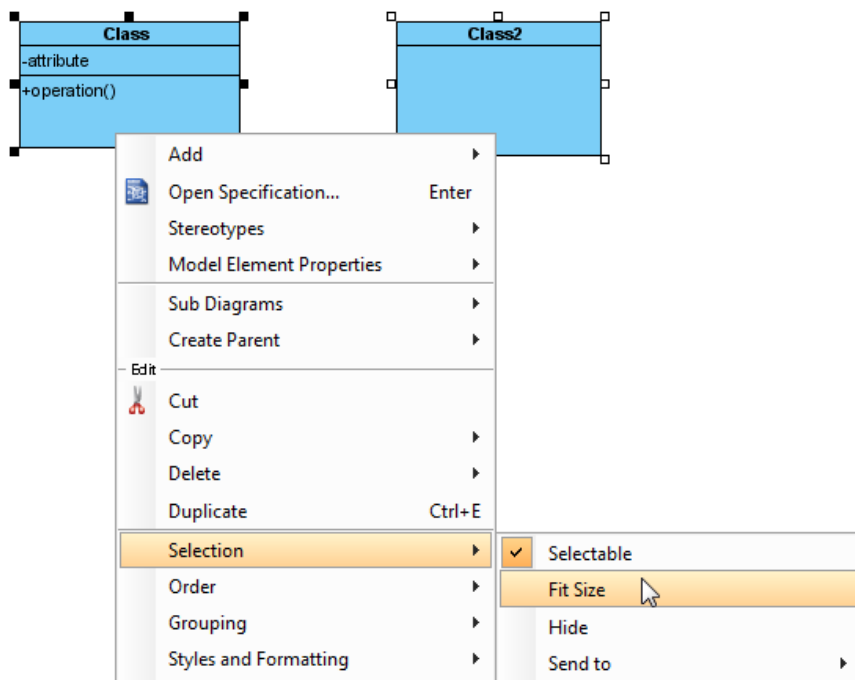 Class
-attribute
+operation()
Class2
Add
Open Specification... Enter
Stereotypes
Model Element Properties
Sub Diagrams
Create Parent
Edit
Cut
Copy
Delete
Duplicate Ctrl+E
Selection
Order
Grouping
Styles and Formatting
Selectable
Fit Size
Hide
Send to